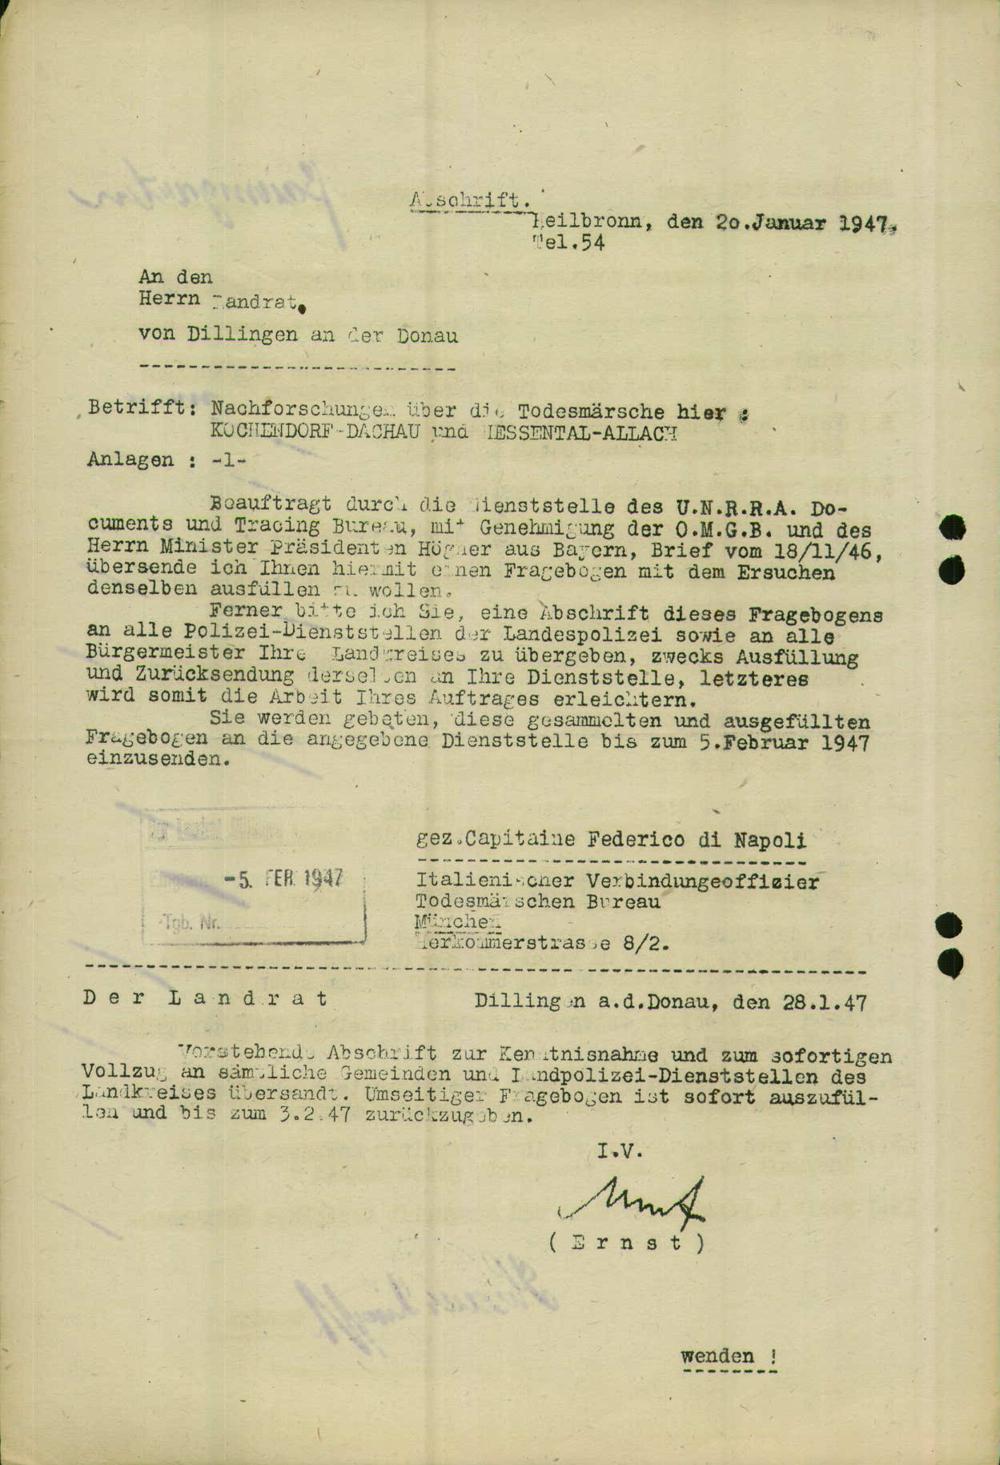 Abschrift.
Heilbronn, den 2o.Januar 1947.
Tel.54
An den
Herrn Landrat.
von Dillingen an der Donau
Betrifft: Nachforschungen über die Todesmärsche hier :
KOCHENDORF-DACHAU und HESSENTAL-ALLACH
Anlagen : -1-
Beauftragt durch die Dienststelle des U.N.R.R.A. Do-
cuments und Tracing Bureau, mit Genehmigung der O.M.G.B. und des
Herrn Minister Präsidenten Högner aus Bayern, Brief vom 18/11/46,
übersende ich Ihnen hiermit einen Fragebogen mit dem Ersuchen
denselben ausfüllen zu wollen.
Ferner bitte ich Sie, eine Abschrift dieses Fragebogens
an alle Polizei-Dienststellen der Landespolizei sowie an alle
Bürgermeister Ihres Landkreises zu übergeben, zwecks Ausfüllung
und Zurücksendung derselben an Ihre Dienststelle, letzteres
wird somit die Arbeit Ihres Auftrages erleichtern.
Sie werden gebeten, diese gesammelten und ausgefüllten
Fragebogen an die angegebene Dienststelle bis zum 5.Februar 1947
einzusenden.
gez.Capitaine Federico di Napoli
Italienischer Verbindungeoffizier
Todesmärschen Bureau
München
erkommerstrasse 8/2.
-5. FEB. 1947
Tgb. Nr.
Der Landrat
Dillingen a.d.Donau, den 28.1.47
Vorstehende Abschrift zur Kenntnisnahme und zum sofortigen
Vollzug an sämtliche Gemeinden und Landpolizei-Dienststellen des
Landkreises übersandt. Umseitiger Fragebogen ist sofort auszufül-
len und bis zum 3.2.47 zurückzugeben.
I.V.
(Ernst)
wenden !